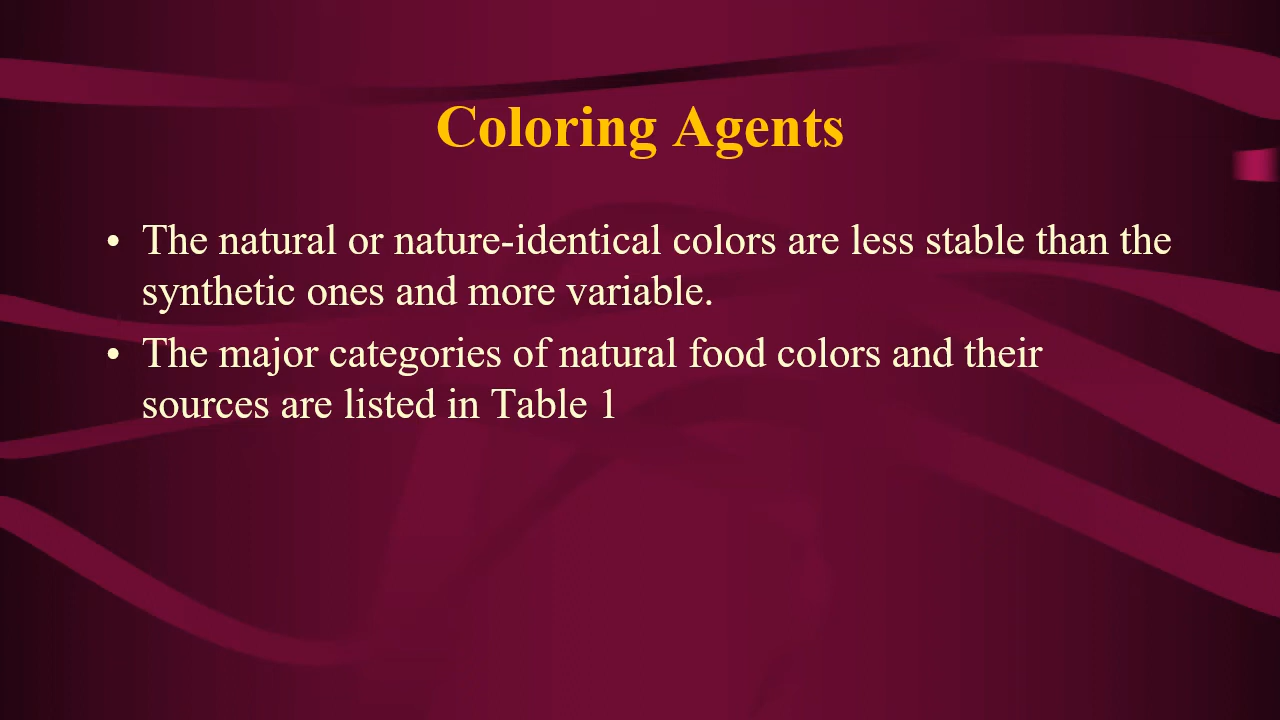 Coloring Agents
• The natural or nature-identical colors are less stable than the
synthetic ones and more variable.
• The major categories of natural food colors and their
sources are listed in Table 1